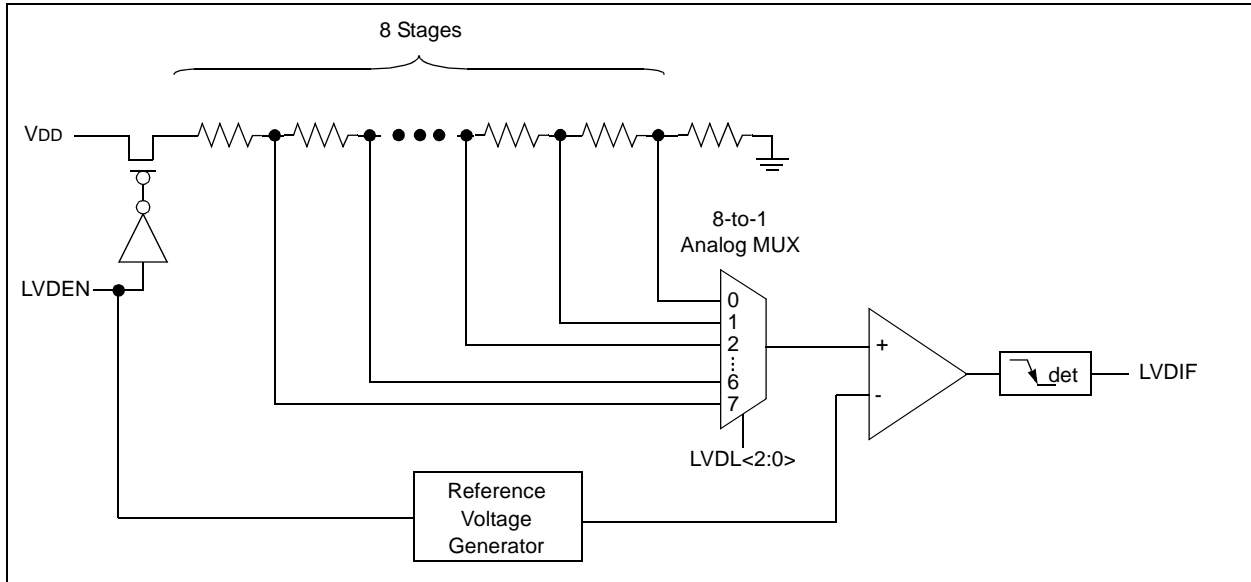 8 Stages
VDD
8-to-1
Analog MUX
LVDEN
0
1
2
6
7
+
-
det
LVDIF
LVDL<2:0>
Reference
Voltage
Generator